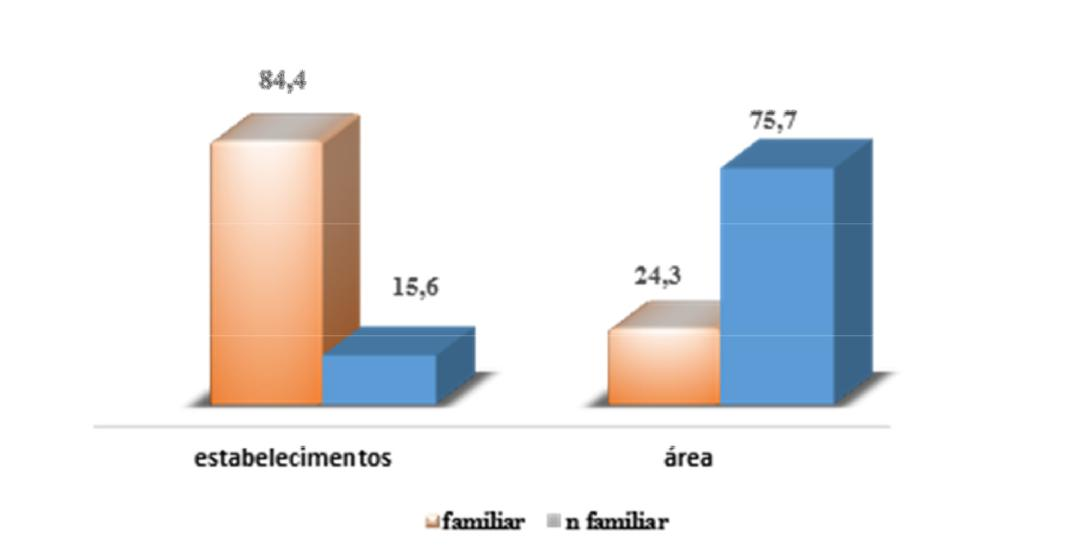 84,4
75,7
24,3
15,6
estabelecimentos
área
familiar
n familiar